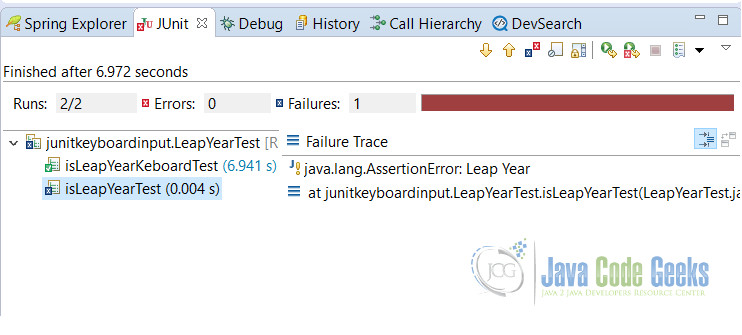 Spring Explorer JUnit Debug History Call Hierarchy DevSearch
Finished after 6.972 seconds
Runs: 2/2 Errors: 0 Failures: 1
junitkeyboardinput.LeapYearTest [R Failure Trace
isLeapYearKeboardTest (6.941 s) java.lang.AssertionError: Leap Year
isLeapYearTest (0.004 s) at junitkeyboardinput.LeapYearTest.isLeapYearTest(LeapYearTest.ja
JCG Java Code Geeks
JAVA 2 JAVA DEVELOPERS RESOURCE CENTER